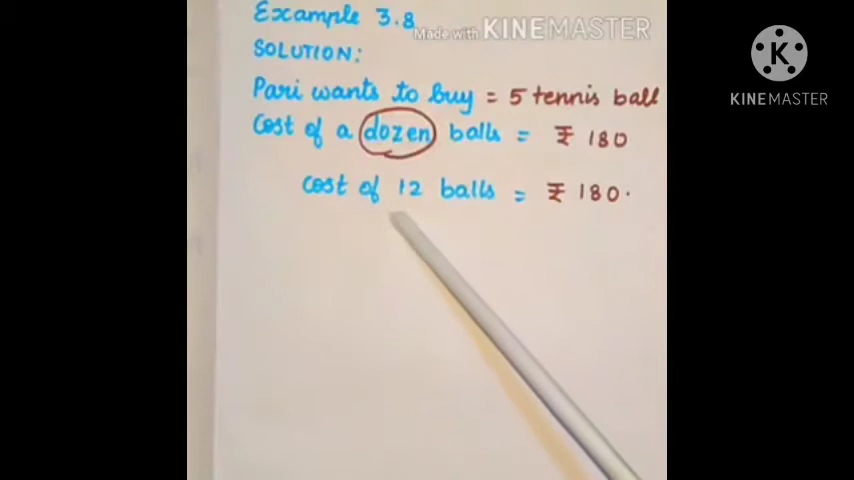 Example 3.8
Made with KINEMASTER
SOLUTION:
KINEMASTER
Pari wants to buy = 5 tennis ball
Cost of a dozen balls = ₹ 180
cost of 12 balls = ₹ 180.